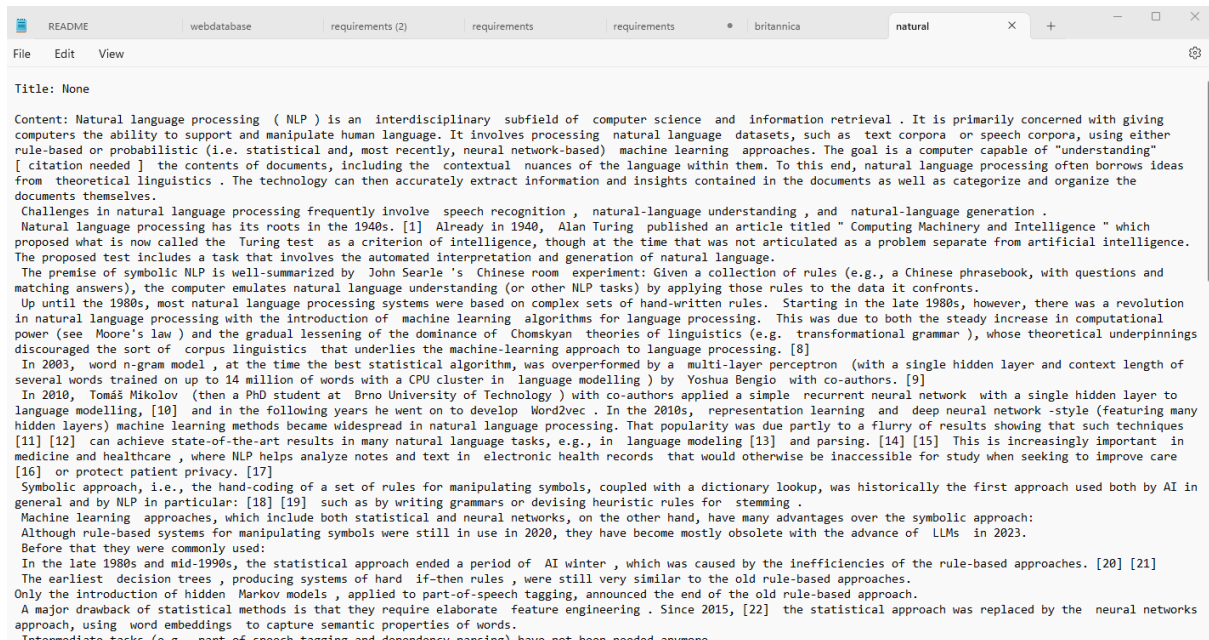 README webdatabase requirements (2) requirements requirements britannica natural
File Edit View
Title: None
Content: Natural language processing ( NLP ) is an interdisciplinary subfield of computer science and information retrieval . It is primarily concerned with giving
computers the ability to support and manipulate human language. It involves processing natural language datasets, such as text corpora or speech corpora, using either
rule-based or probabilistic (i.e. statistical and, most recently, neural network-based) machine learning approaches. The goal is a computer capable of "understanding"
[ citation needed ] the contents of documents, including the contextual nuances of the language within them. To this end, natural language processing often borrows ideas
from theoretical linguistics . The technology can then accurately extract information and insights contained in the documents as well as categorize and organize the
documents themselves.
Challenges in natural language processing frequently involve speech recognition , natural-language understanding , and natural-language generation .
Natural language processing has its roots in the 1940s. [1] Already in 1940, Alan Turing published an article titled " Computing Machinery and Intelligence " which
proposed what is now called the Turing test as a criterion of intelligence, though at the time that was not articulated as a problem separate from artificial intelligence.
The proposed test includes a task that involves the automated interpretation and generation of natural language.
The premise of symbolic NLP is well-summarized by John Searle 's Chinese room experiment: Given a collection of rules (e.g., a Chinese phrasebook, with questions and
matching answers), the computer emulates natural language understanding (or other NLP tasks) by applying those rules to the data it confronts.
Up until the 1980s, most natural language processing systems were based on complex sets of hand-written rules. Starting in the late 1980s, however, there was a revolution
in natural language processing with the introduction of machine learning algorithms for language processing. This was due to both the steady increase in computational
power (see Moore's law ) and the gradual lessening of the dominance of Chomskyan theories of linguistics (e.g. transformational grammar ), whose theoretical underpinnings
discouraged the sort of corpus linguistics that underlies the machine-learning approach to language processing. [8]
In 2003, word n-gram model , at the time the best statistical algorithm, was overperformed by a multi-layer perceptron (with a single hidden layer and context length of
several words trained on up to 14 million of words with a CPU cluster in language modelling ) by Yoshua Bengio with co-authors. [9]
In 2010, Tomáš Mikolov (then a PhD student at Brno University of Technology ) with co-authors applied a simple recurrent neural network with a single hidden layer to
language modelling, [10] and in the following years he went on to develop Word2vec . In the 2010s, representation learning and deep neural network -style (featuring many
hidden layers) machine learning methods became widespread in natural language processing. That popularity was due partly to a flurry of results showing that such techniques
[11] [12] can achieve state-of-the-art results in many natural language tasks, e.g., in language modeling [13] and parsing. [14] [15] This is increasingly important in
medicine and healthcare , where NLP helps analyze notes and text in electronic health records that would otherwise be inaccessible for study when seeking to improve care
[16] or protect patient privacy. [17]
Symbolic approach, i.e., the hand-coding of a set of rules for manipulating symbols, coupled with a dictionary lookup, was historically the first approach used both by AI in
general and by NLP in particular: [18] [19] such as by writing grammars or devising heuristic rules for stemming .
Machine learning approaches, which include both statistical and neural networks, on the other hand, have many advantages over the symbolic approach:
Although rule-based systems for manipulating symbols were still in use in 2020, they have become mostly obsolete with the advance of LLMs in 2023.
Before that they were commonly used:
In the late 1980s and mid-1990s, the statistical approach ended a period of AI winter , which was caused by the inefficiencies of the rule-based approaches. [20] [21]
The earliest decision trees , producing systems of hard if–then rules , were still very similar to the old rule-based approaches.
Only the introduction of hidden Markov models , applied to part-of-speech tagging, announced the end of the old rule-based approach.
A major drawback of statistical methods is that they require elaborate feature engineering . Since 2015, [22] the statistical approach was replaced by the neural networks
approach, using word embeddings to capture semantic properties of words.
Intermediate tasks (e.g., part-of-speech tagging and dependency parsing) have not been needed anymore.